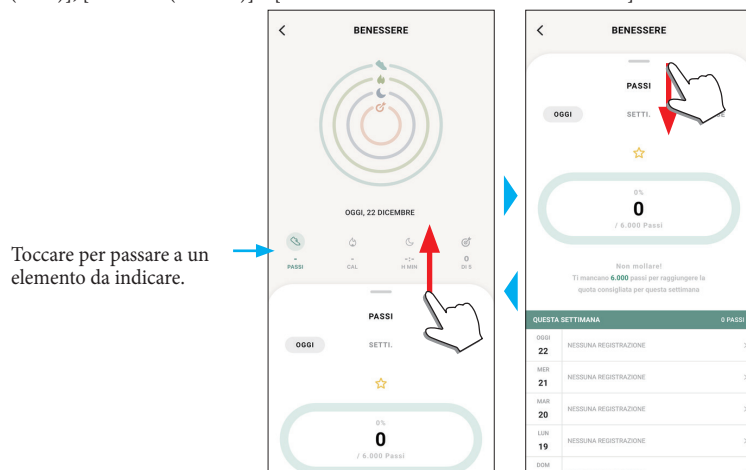 BENESSERE
OGGI, 22 DICEMBRE
PASSI
CAL
H MIN
0
DI 5
PASSI
OGGI
SETTI.
0%
0
/ 6.000 Passi
Toccare per passare a un
elemento da indicare.
BENESSERE
PASSI
OGGI
SETTI.
0%
0
/ 6.000 Passi
Non mollare!
Ti mancano 6.000 passi per raggiungere la
quota consigliata per questa settimana
QUESTA SETTIMANA 0 PASSI
OGGI
22 NESSUNA REGISTRAZIONE
MER
21 NESSUNA REGISTRAZIONE
MAR
20 NESSUNA REGISTRAZIONE
LUN
19 NESSUNA REGISTRAZIONE
DOM